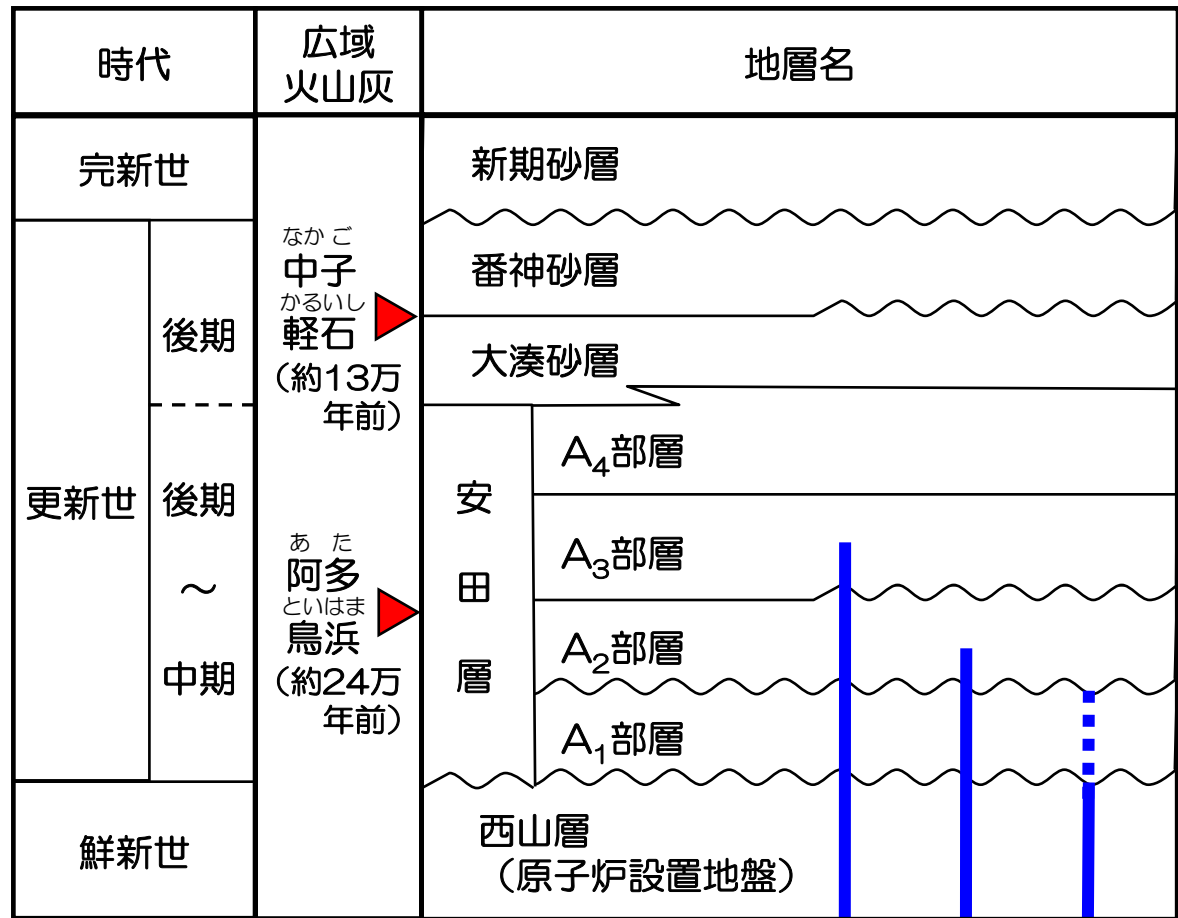 時代
広域
火山灰
地層名
完新世
更新世
後期
後期
～
中期
鮮新世
なかご
中子
かるいし
軽石
（約13万
年前）
あた
阿多
といはま
鳥浜
（約24万
年前）
新期砂層
番神砂層
大湊砂層
安
田
層
A₄部層
A₃部層
A₂部層
A₁部層
西山層
（原子炉設置地盤）